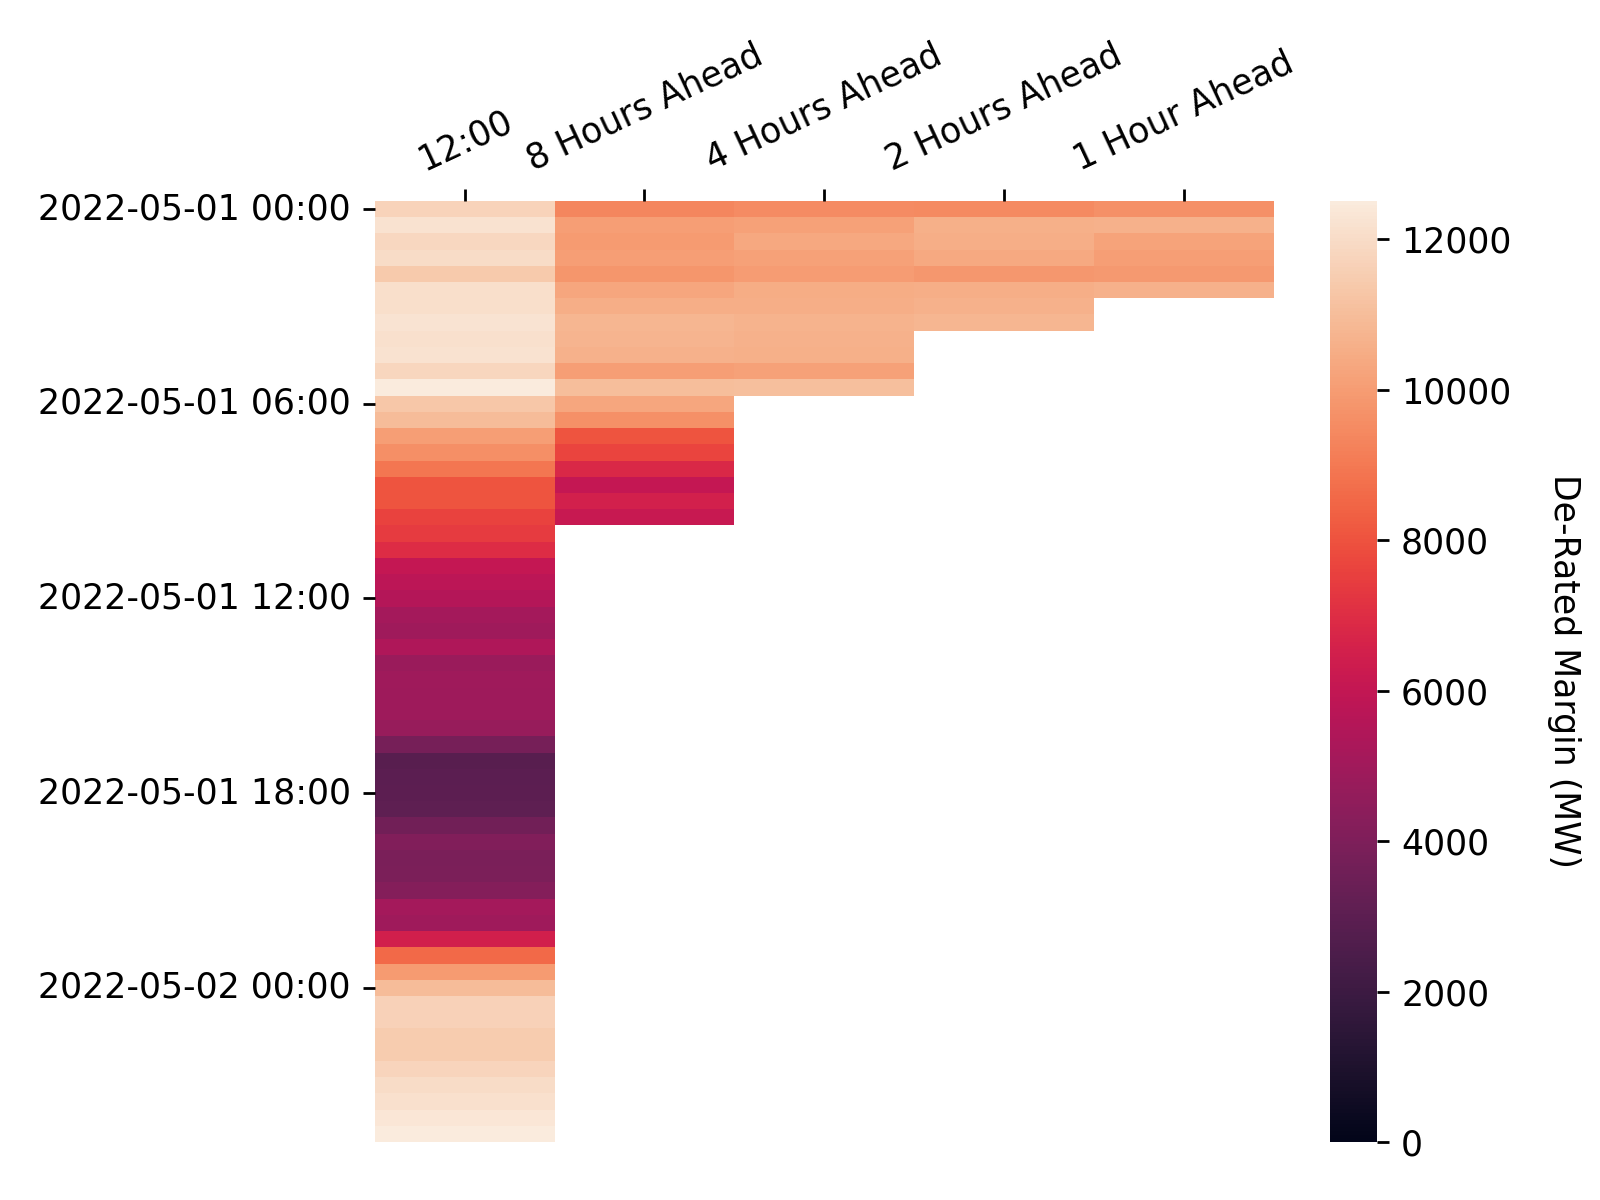 12:00
8 Hours Ahead
4 Hours Ahead
2 Hours Ahead
1 Hour Ahead
2022-05-01 00:00
2022-05-01 06:00
2022-05-01 12:00
2022-05-01 18:00
2022-05-02 00:00
12000
10000
8000
6000
4000
2000
0
De-Rated Margin (MW)